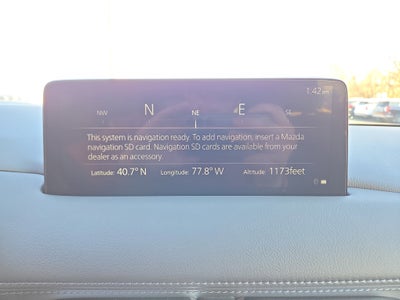 1:42 pm
NW N NE E SE
This system is navigation ready. To add navigation, insert a Mazda
navigation SD card. Navigation SD cards are available from your
dealer as an accessory.
Latitude: 40.7° N Longitude: 77.8° W Altitude: 1173feet